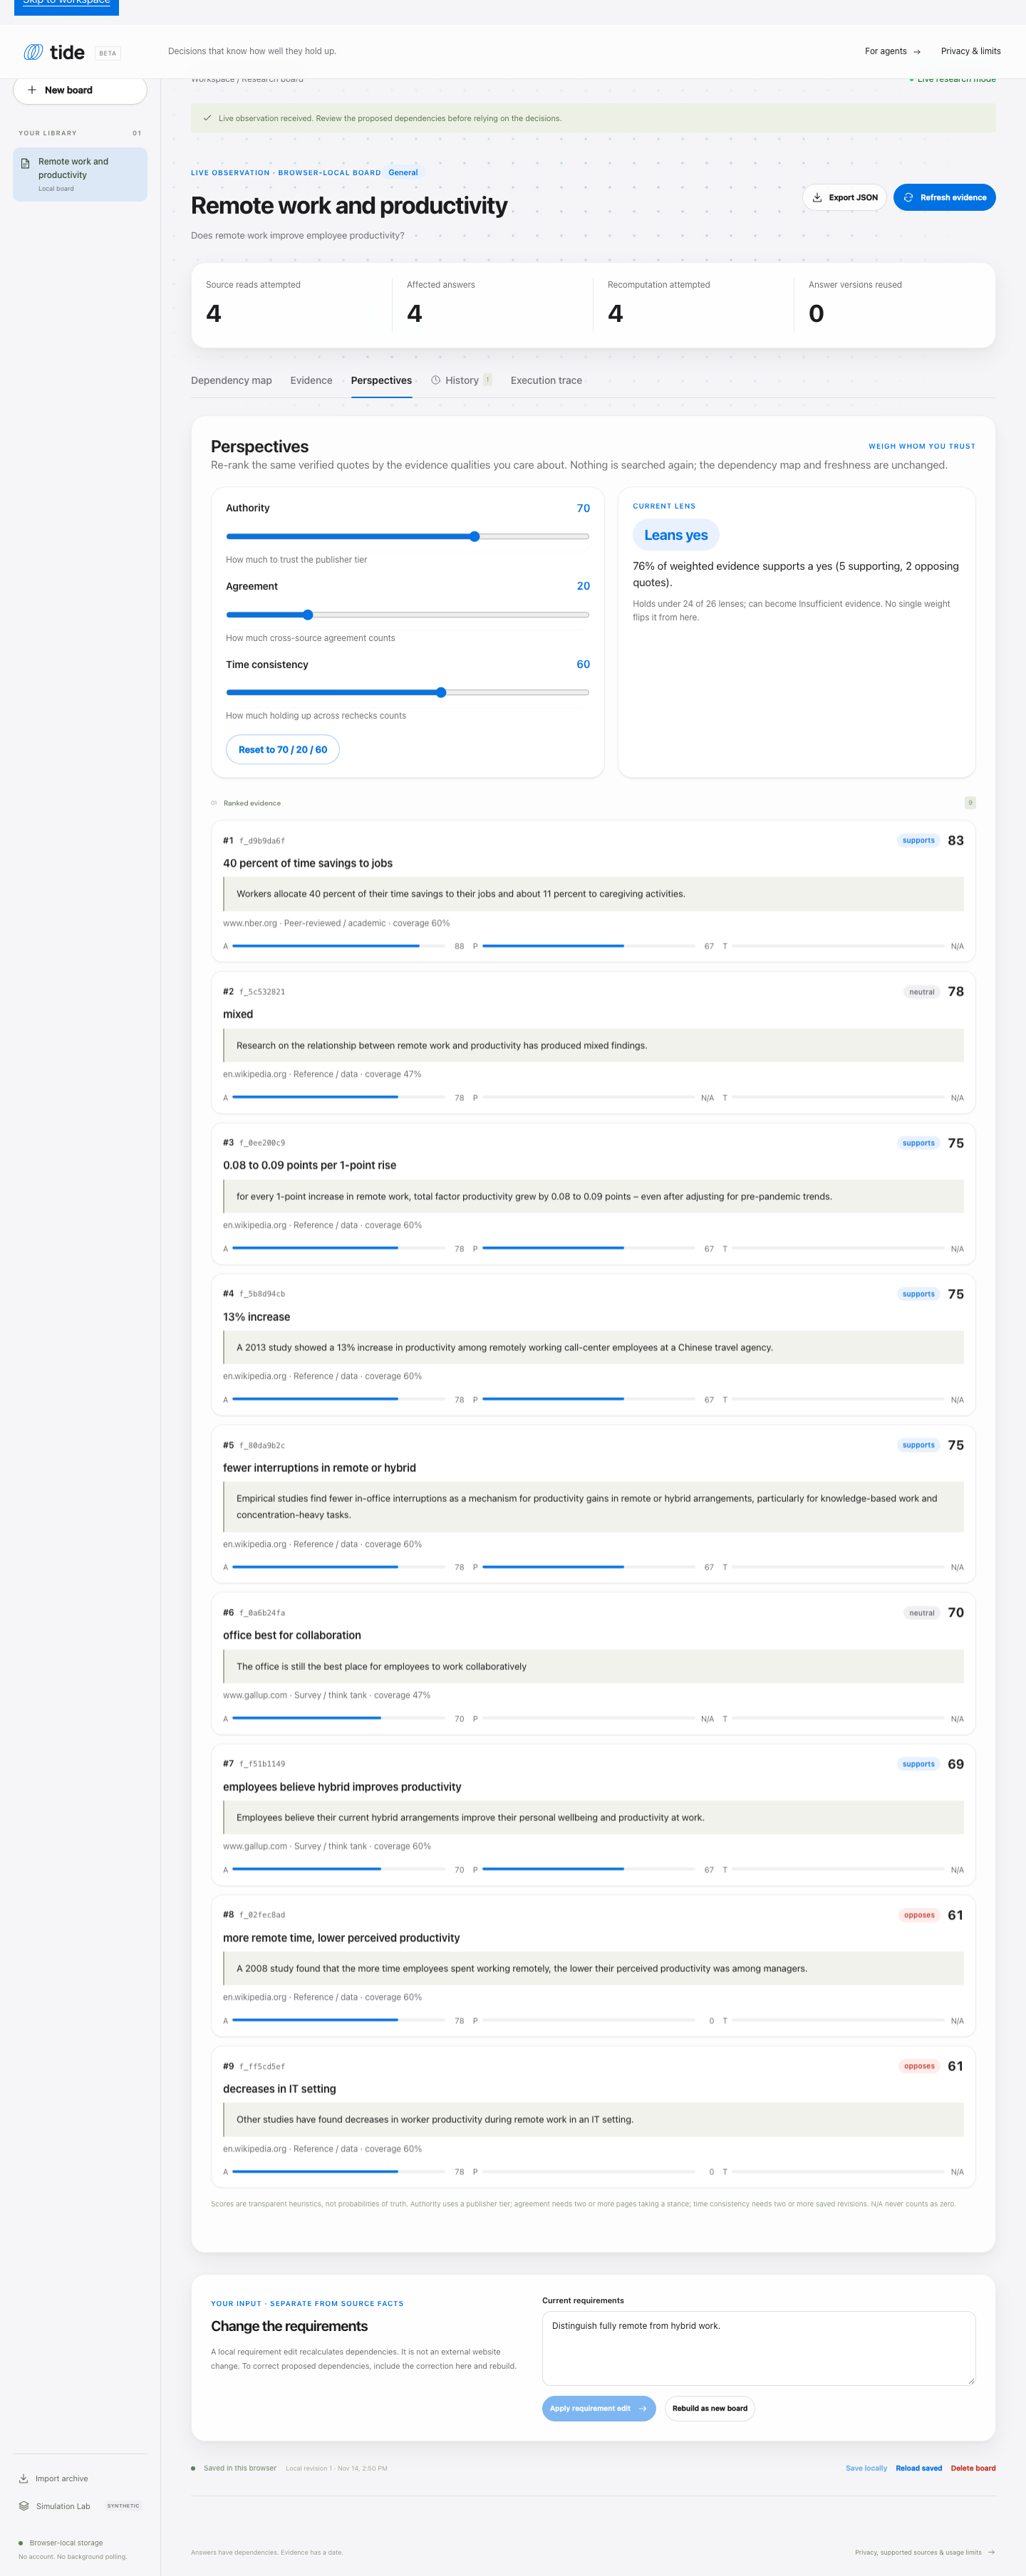 Skip to workspace
tide
BETA
Decisions that know how well they hold up.
For agents →
Privacy & limits
New board
Workspace / Research board
Live research mode
YOUR LIBRARY 01
Remote work and
productivity
Local board
Live observation received. Review the proposed dependencies before relying on the decisions.
LIVE OBSERVATION · BROWSER-LOCAL BOARD General
Remote work and productivity
Does remote work improve employee productivity?
Export JSON
Refresh evidence
Source reads attempted
4
Affected answers
4
Recomputation attempted
4
Answer versions reused
0
Dependency map
Evidence
Perspectives
History 1
Execution trace
Perspectives
WEIGH WHOM YOU TRUST
Re-rank the same verified quotes by the evidence qualities you care about. Nothing is searched again; the dependency map and freshness are unchanged.
Authority 70
How much to trust the publisher tier
Agreement 20
How much cross-source agreement counts
Time consistency 60
How much holding up across rechecks counts
Reset to 70 / 20 / 60
CURRENT LENS
Leans yes
76% of weighted evidence supports a yes (5 supporting, 2 opposing
quotes).
Holds under 24 of 26 lenses; can become Insufficient evidence. No single weight
flips it from here.
01 Ranked evidence 9
#1 f_d9b9da6f supports 83
40 percent of time savings to jobs
Workers allocate 40 percent of their time savings to their jobs and about 11 percent to caregiving activities.
www.nber.org · Peer-reviewed / academic · coverage 60%
A 88 P 67 T N/A
#2 f_5c532821 neutral 78
mixed
Research on the relationship between remote work and productivity has produced mixed findings.
en.wikipedia.org · Reference / data · coverage 47%
A 78 P N/A T N/A
#3 f_0ee200c9 supports 75
0.08 to 0.09 points per 1-point rise
for every 1-point increase in remote work, total factor productivity grew by 0.08 to 0.09 points – even after adjusting for pre-pandemic trends.
en.wikipedia.org · Reference / data · coverage 60%
A 78 P 67 T N/A
#4 f_5b8d94cb supports 75
13% increase
A 2013 study showed a 13% increase in productivity among remotely working call-center employees at a Chinese travel agency.
en.wikipedia.org · Reference / data · coverage 60%
A 78 P 67 T N/A
#5 f_80da9b2c supports 75
fewer interruptions in remote or hybrid
Empirical studies find fewer in-office interruptions as a mechanism for productivity gains in remote or hybrid arrangements, particularly for knowledge-based work and
concentration-heavy tasks.
en.wikipedia.org · Reference / data · coverage 60%
A 78 P 67 T N/A
#6 f_0a6b24fa neutral 70
office best for collaboration
The office is still the best place for employees to work collaboratively
www.gallup.com · Survey / think tank · coverage 47%
A 70 P N/A T N/A
#7 f_f51b1149 supports 69
employees believe hybrid improves productivity
Employees believe their current hybrid arrangements improve their personal wellbeing and productivity at work.
www.gallup.com · Survey / think tank · coverage 60%
A 70 P 67 T N/A
#8 f_02fec8ad opposes 61
more remote time, lower perceived productivity
A 2008 study found that the more time employees spent working remotely, the lower their perceived productivity was among managers.
en.wikipedia.org · Reference / data · coverage 60%
A 78 P 0 T N/A
#9 f_ff5cd5ef opposes 61
decreases in IT setting
Other studies have found decreases in worker productivity during remote work in an IT setting.
en.wikipedia.org · Reference / data · coverage 60%
A 78 P 0 T N/A
Scores are transparent heuristics, not probabilities of truth. Authority uses a publisher tier; agreement needs two or more pages taking a stance; time consistency needs two or more saved revisions. N/A never counts as zero.
YOUR INPUT · SEPARATE FROM SOURCE FACTS
Change the requirements
A local requirement edit recalculates dependencies. It is not an external website
change. To correct proposed dependencies, include the correction here and rebuild.
Current requirements
Distinguish fully remote from hybrid work.
Apply requirement edit →
Rebuild as new board
Saved in this browser Local revision 1 · Nov 14, 2:50 PM
Save locally
Reload saved
Delete board
Import archive
Simulation Lab SYNTHETIC
Browser-local storage
No account. No background polling.
Answers have dependencies. Evidence has a date.
Privacy, supported sources & usage limits →